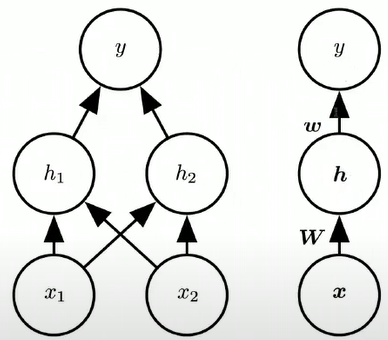 y y
w
h₁ h₂ h
W
x₁ x₂ x